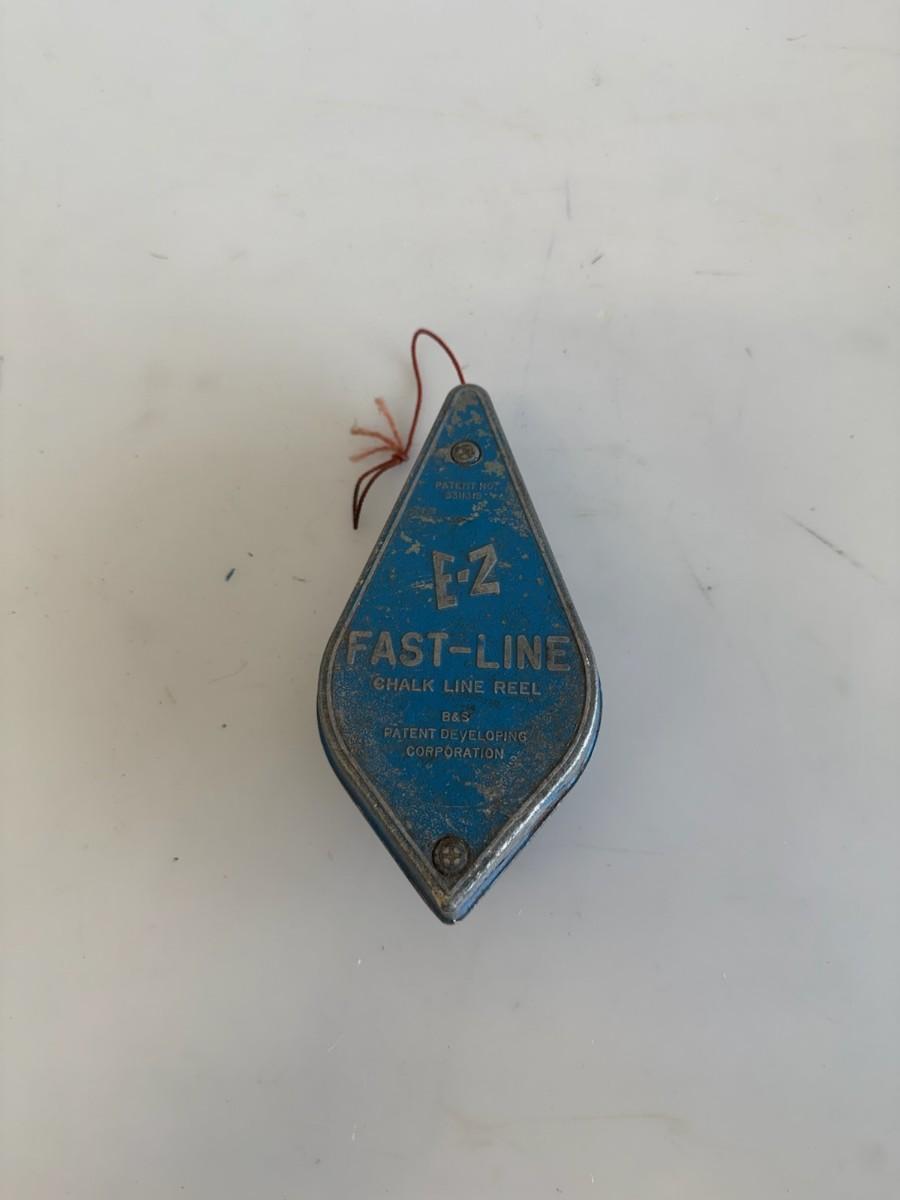 PATENT NO.
E-Z
FAST-LINE
CHALK LINE REEL
B&S
PATENT DEVELOPING
CORPORATION